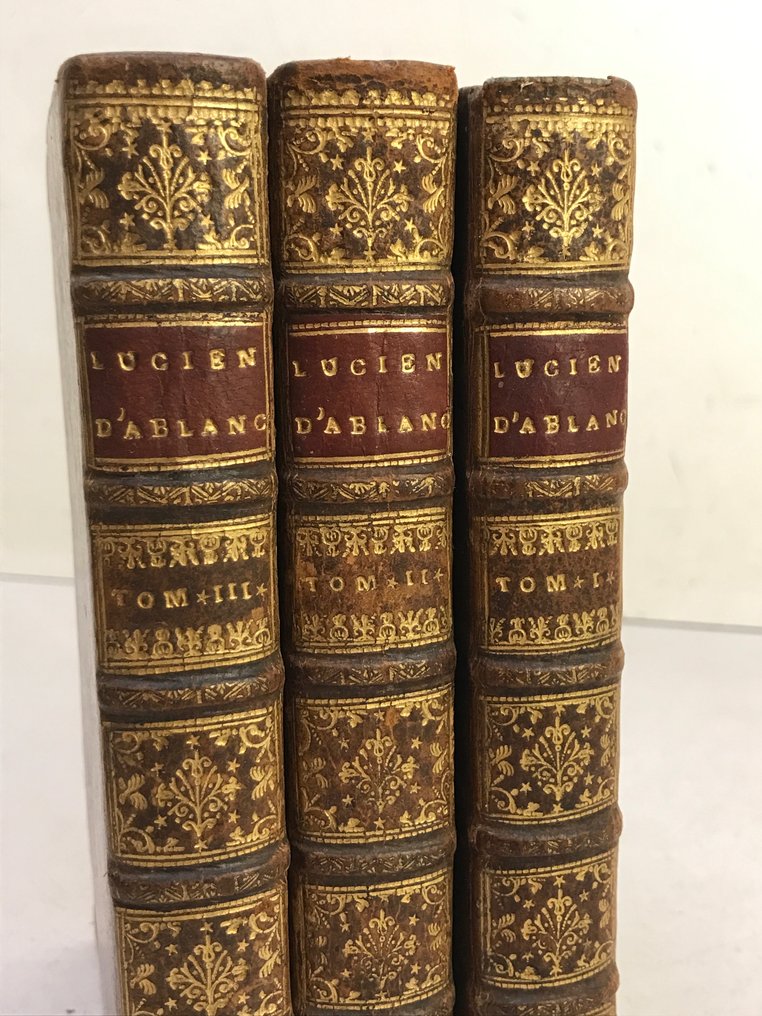 LUCIEN
D'ABLANC
TOM★III★
LUCIEN
D'ABLANC
TOM★II★
LUCIEN
D'ABLANC
TOM★I★